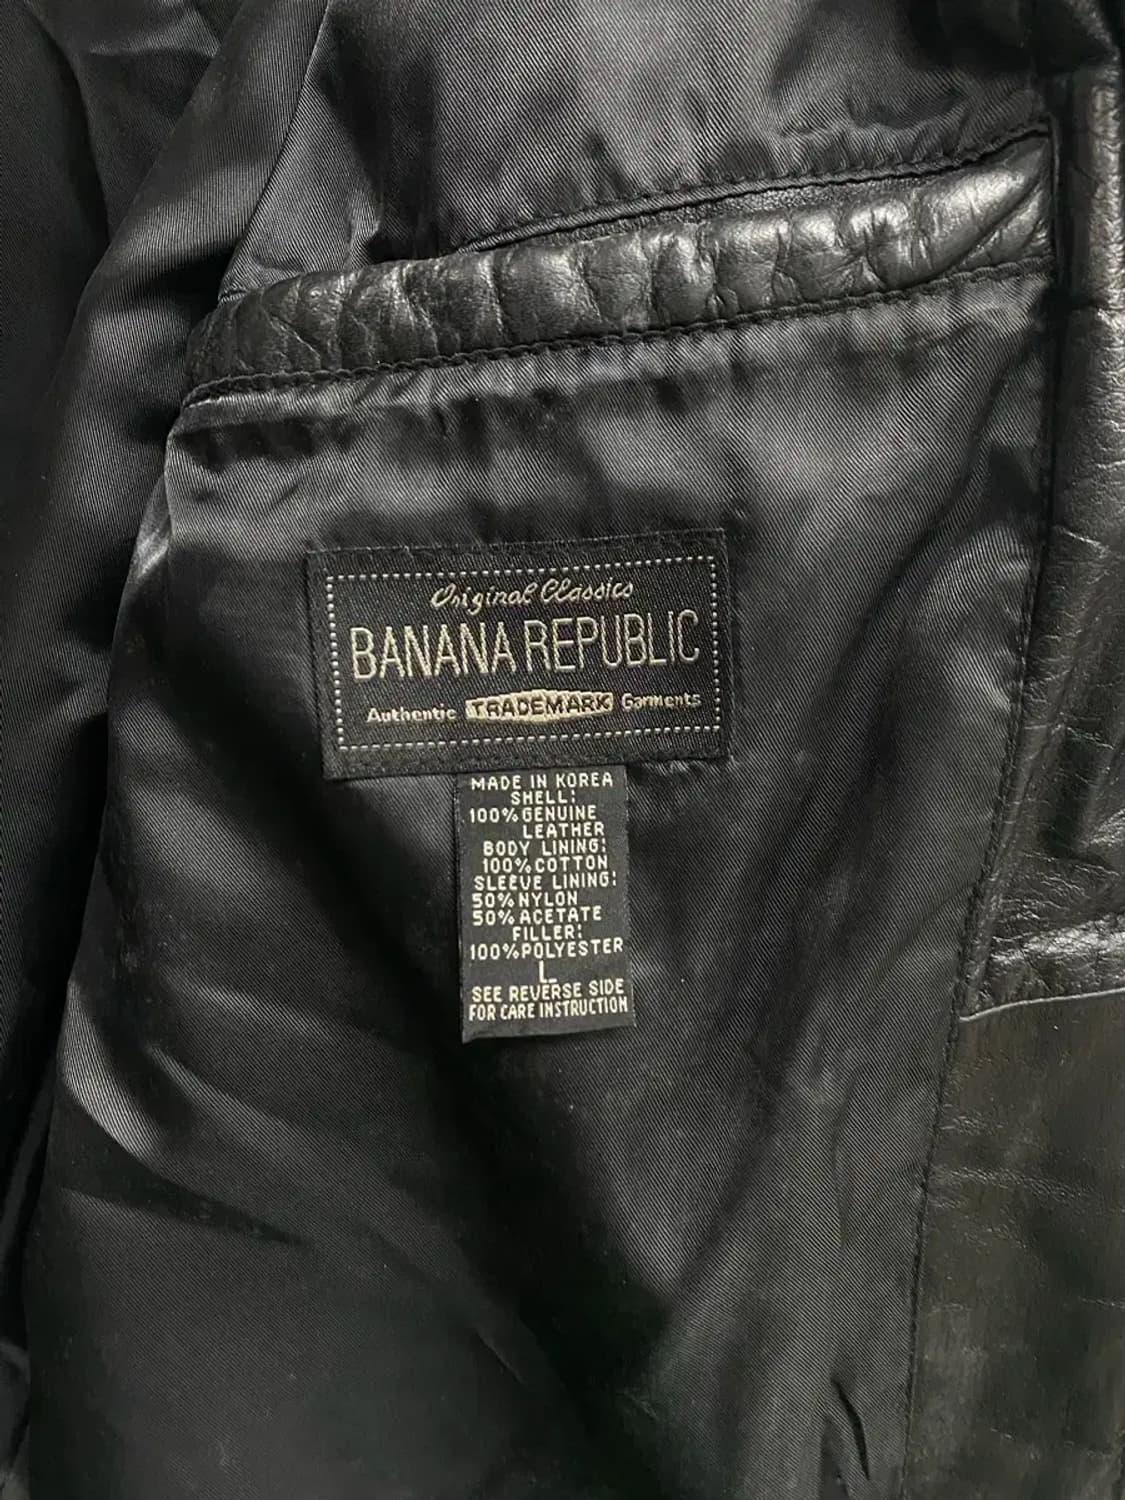 Original Classics
BANANA REPUBLIC
Authentic TRADEMARK Garments
MADE IN KOREA
SHELL:
100% GENUINE
LEATHER
BODY LINING:
100% COTTON
SLEEVE LINING:
50% NYLON
50% ACETATE
FILLER:
100% POLYESTER
L
SEE REVERSE SIDE
FOR CARE INSTRUCTION